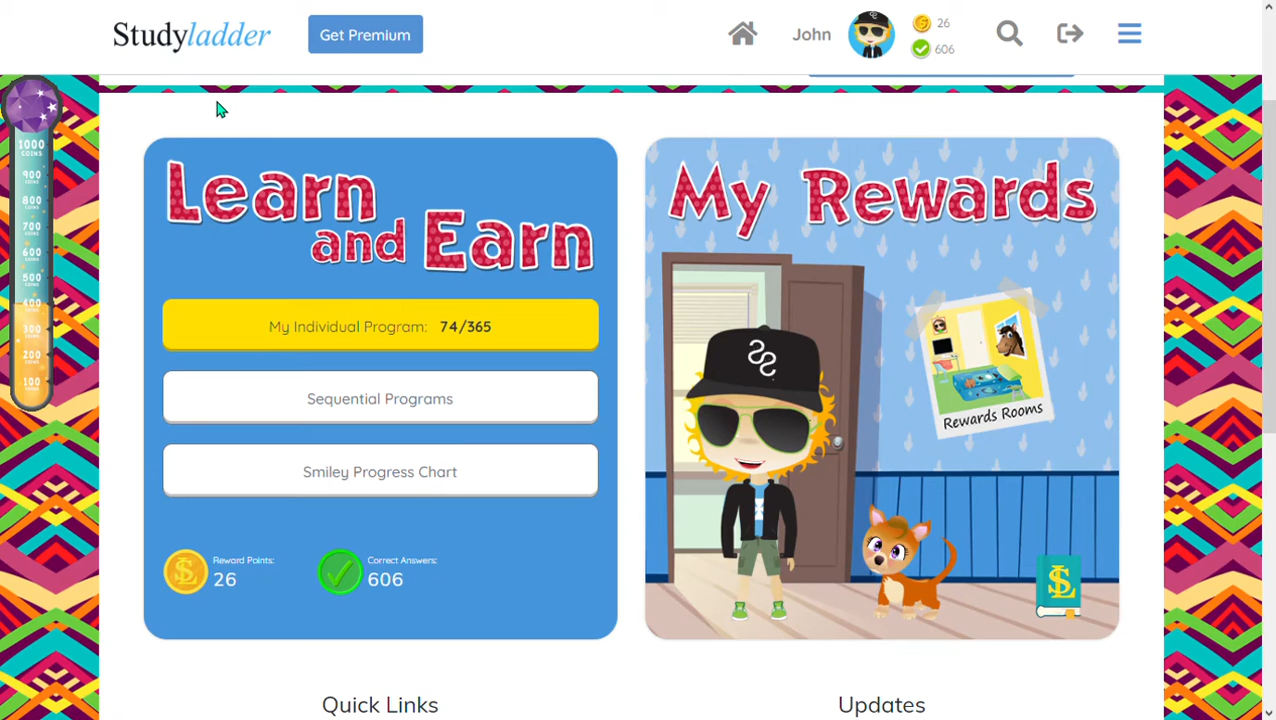 Studyladder
Get Premium
John
26
606
1000
COINS
900
800
700
600
500
400
300
200
100
Learn
and Earn
My Individual Program: 74/365
Sequential Programs
Smiley Progress Chart
Reward Points:
26
Correct Answers:
606
My Rewards
Rewards Rooms
Quick Links
Updates